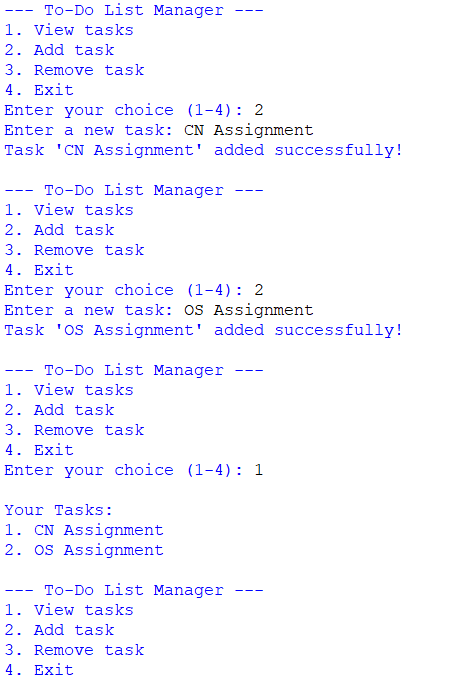 --- To-Do List Manager ---
1. View tasks
2. Add task
3. Remove task
4. Exit
Enter your choice (1-4): 2
Enter a new task: CN Assignment
Task 'CN Assignment' added successfully!

--- To-Do List Manager ---
1. View tasks
2. Add task
3. Remove task
4. Exit
Enter your choice (1-4): 2
Enter a new task: OS Assignment
Task 'OS Assignment' added successfully!

--- To-Do List Manager ---
1. View tasks
2. Add task
3. Remove task
4. Exit
Enter your choice (1-4): 1

Your Tasks:
1. CN Assignment
2. OS Assignment

--- To-Do List Manager ---
1. View tasks
2. Add task
3. Remove task
4. Exit